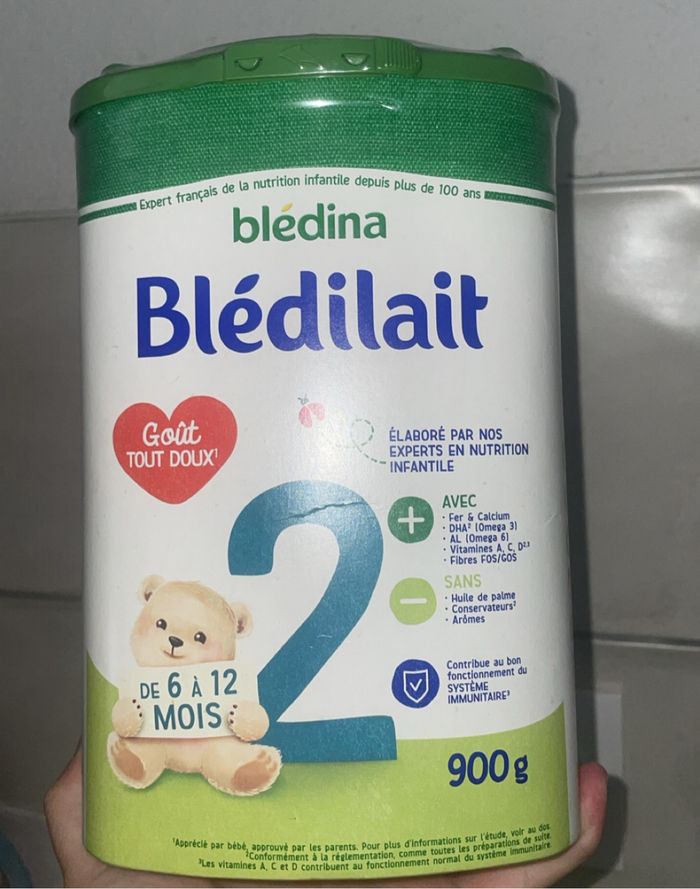 Expert français de la nutrition infantile depuis plus de 100 ans
blédina
Blédilait
Goût
TOUT DOUX¹
ÉLABORÉ PAR NOS
EXPERTS EN NUTRITION
INFANTILE
2
+
AVEC
· Fer & Calcium
· DHA² (Omega 3)
· AL (Omega 6)
· Vitamines A, C, D²,³
· Fibres FOS/GOS
−
SANS
· Huile de palme
· Conservateurs²
· Arômes
DE 6 À 12
MOIS
Contribue au bon
fonctionnement du
SYSTÈME
IMMUNITAIRE³
900 g
¹Apprécié par bébé, approuvé par les parents. Pour plus d'informations sur l'étude, voir au dos.
²Conformément à la réglementation, comme toutes les préparations de suite.
³Les vitamines A, C et D contribuent au fonctionnement normal du système immunitaire.